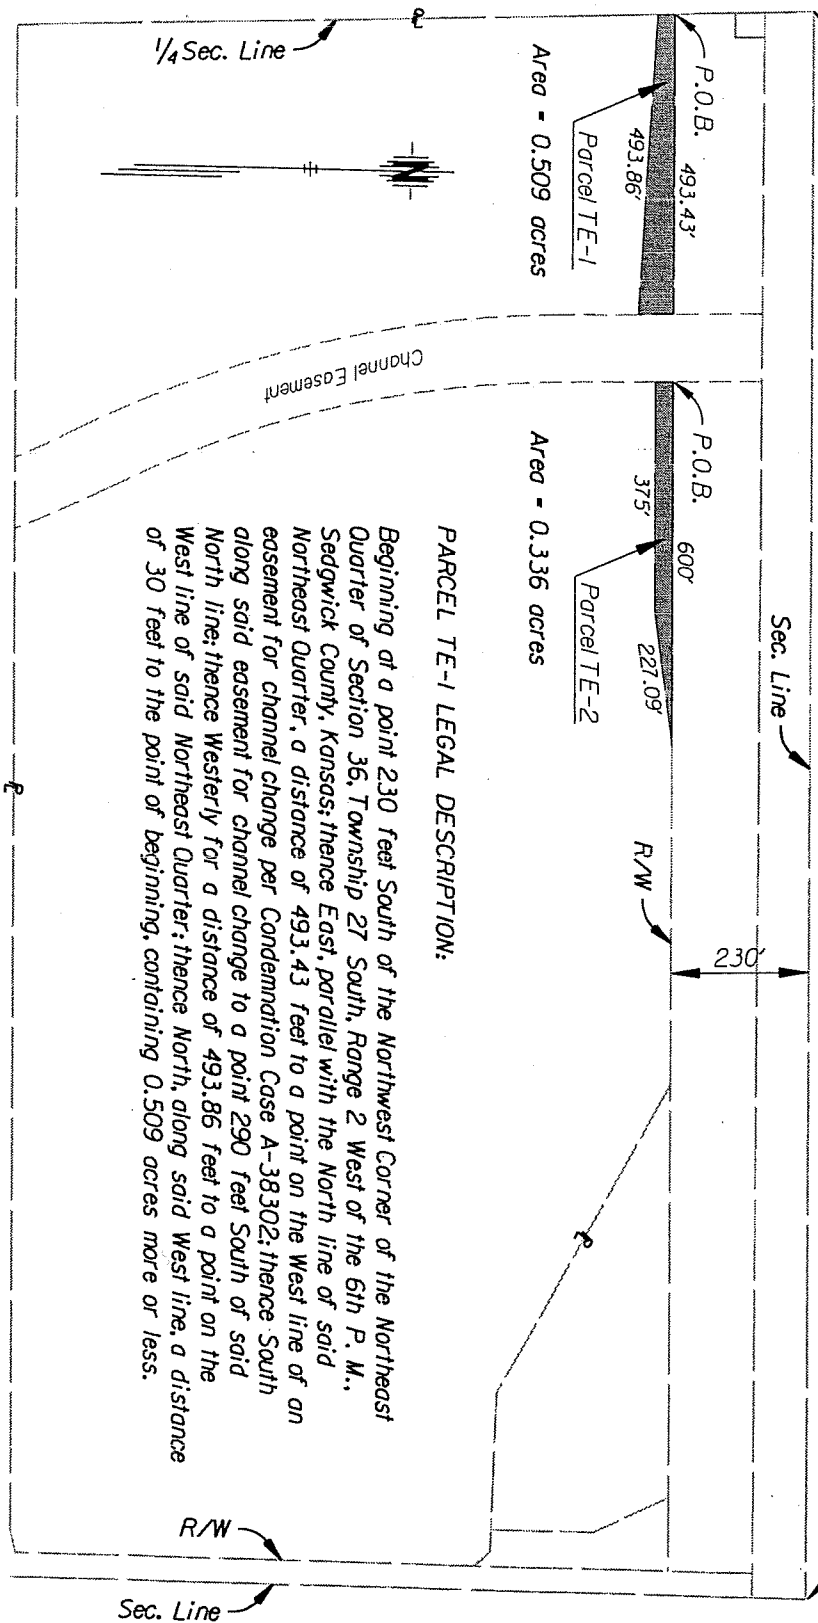 Sec. Line
230'
P.O.B.
493.43'
493.86'
Parcel TE-1
Area = 0.509 acres
P.O.B.
600'
375'
227.09'
Parcel TE-2
Area = 0.336 acres
R/W
1/4 Sec. Line
N
Channel Easement
PARCEL TE-1 LEGAL DESCRIPTION:
Beginning at a point 230 feet South of the Northwest Corner of the Northeast
Quarter of Section 36, Township 27 South, Range 2 West of the 6th P. M.,
Sedgwick County, Kansas; thence East, parallel with the North line of said
Northeast Quarter, a distance of 493.43 feet to a point on the West line of an
easement for channel change per Condemnation Case A-38302; thence South
along said easement for channel change to a point 290 feet South of said
North line; thence Westerly for a distance of 493.86 feet to a point on the
West line of said Northeast Quarter; thence North, along said West line, a distance
of 30 feet to the point of beginning, containing 0.509 acres more or less.
R/W
Sec. Line